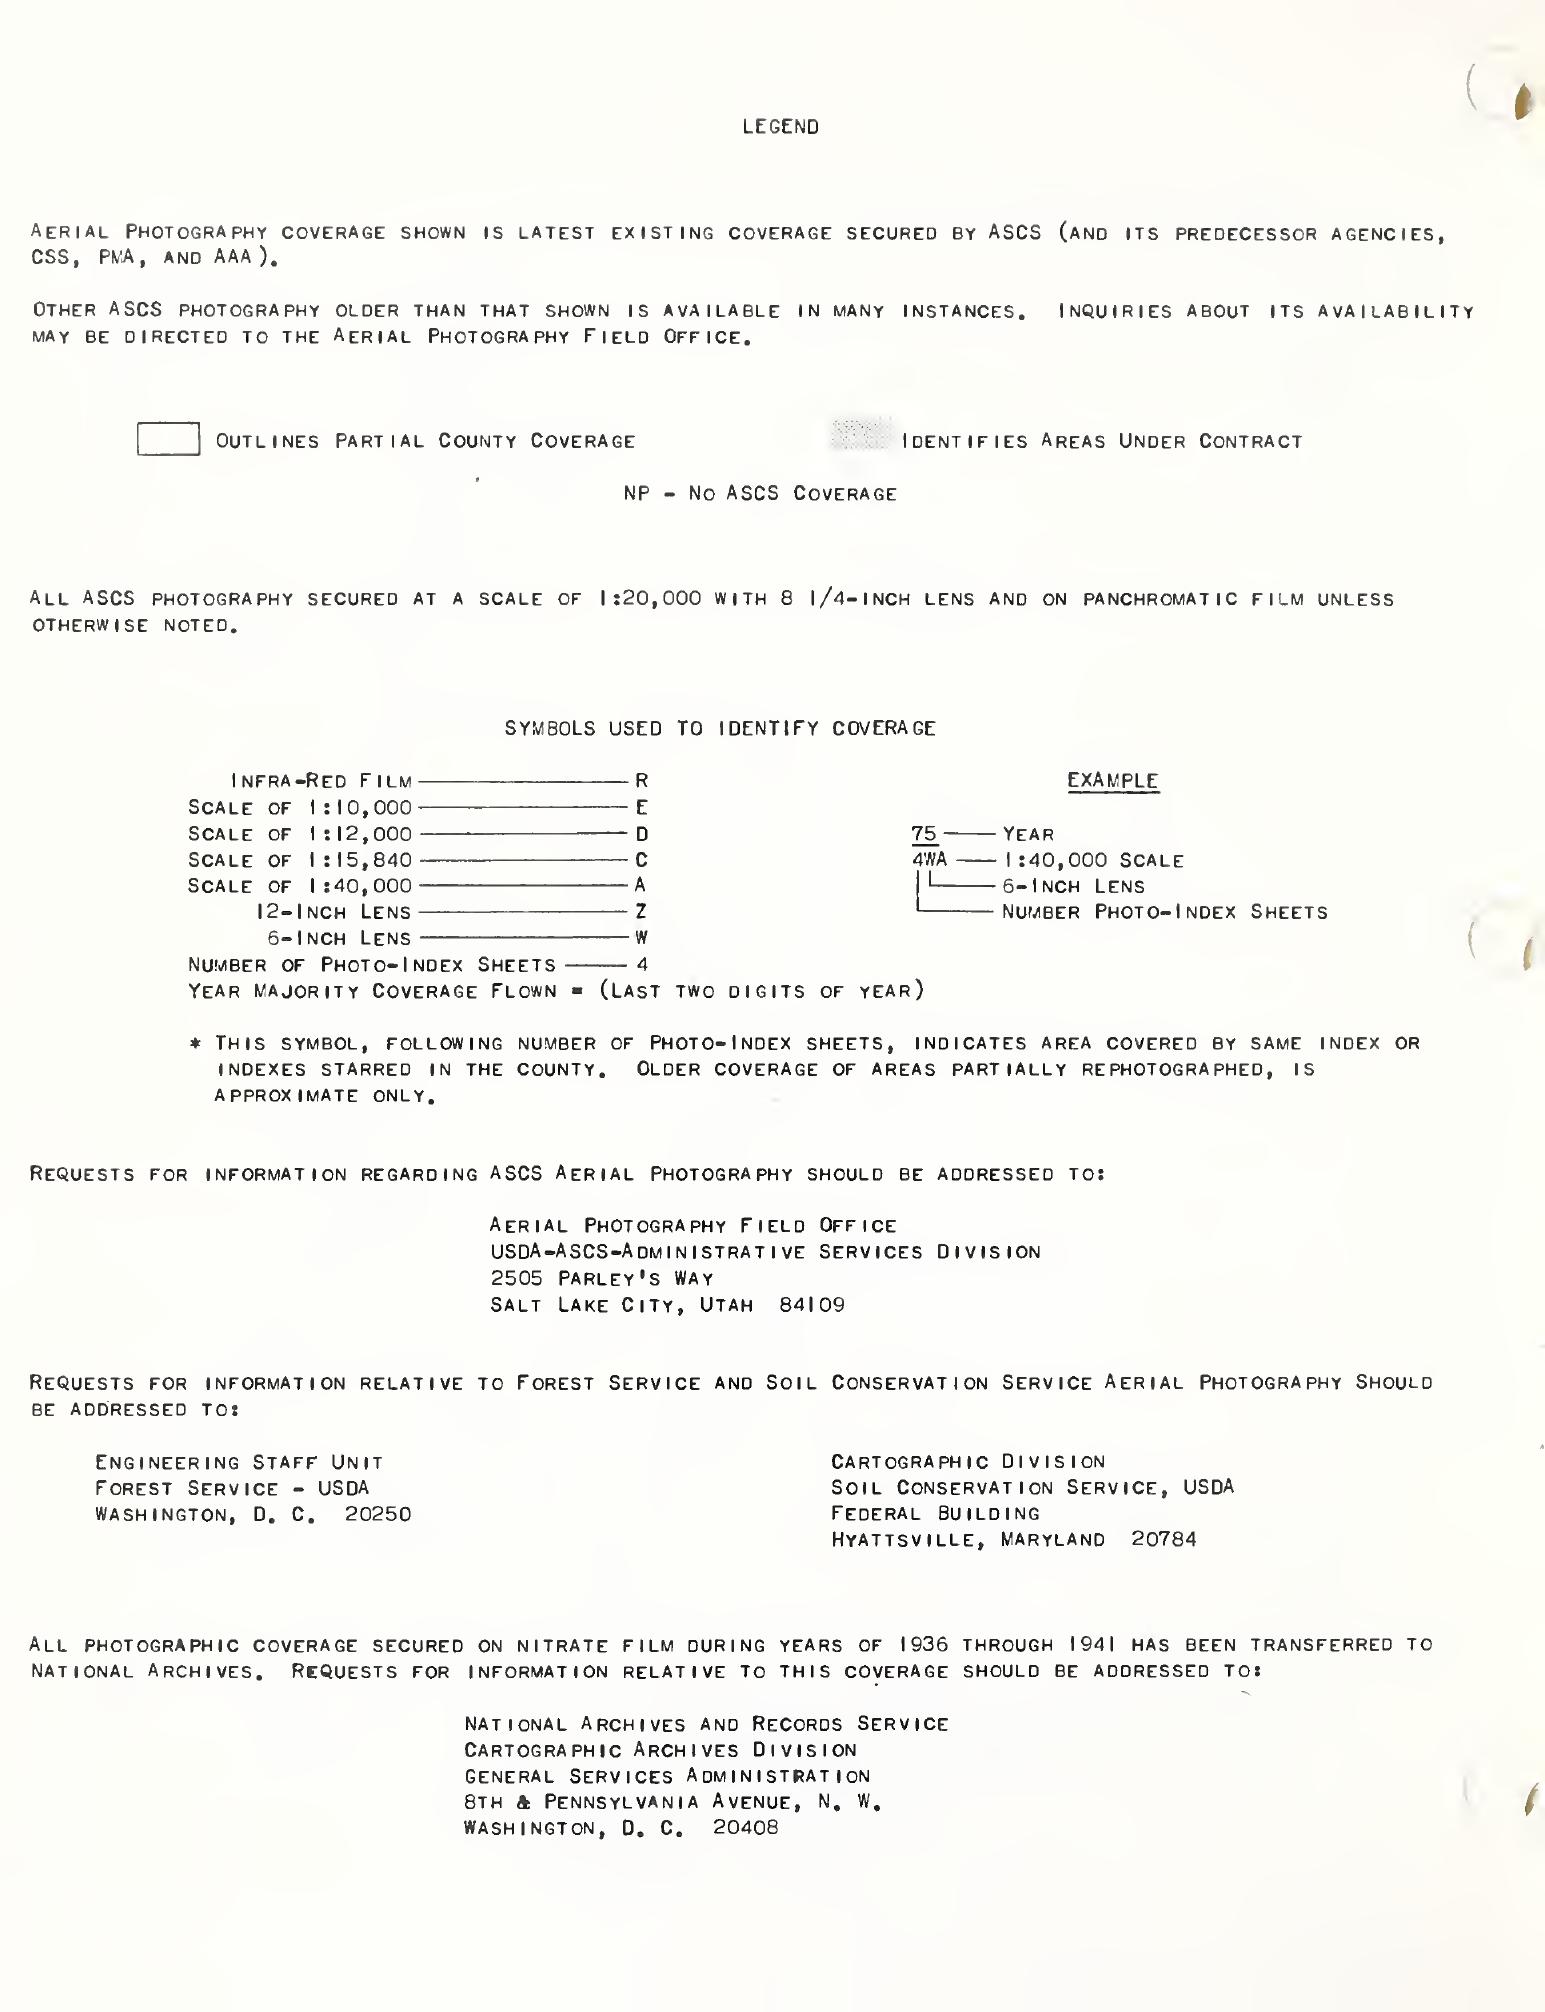 LEGEND
AERIAL PHOTOGRAPHY COVERAGE SHOWN IS LATEST EXISTING COVERAGE SECURED BY ASCS (AND ITS PREDECESSOR AGENCIES,
CSS, PMA, AND AAA).
OTHER ASCS PHOTOGRAPHY OLDER THAN THAT SHOWN IS AVAILABLE IN MANY INSTANCES. INQUIRIES ABOUT ITS AVAILABILITY
MAY BE DIRECTED TO THE AERIAL PHOTOGRAPHY FIELD OFFICE.
OUTLINES PARTIAL COUNTY COVERAGE
IDENTIFIES AREAS UNDER CONTRACT
NP - NO ASCS COVERAGE
ALL ASCS PHOTOGRAPHY SECURED AT A SCALE OF 1:20,000 WITH 8 1/4-INCH LENS AND ON PANCHROMATIC FILM UNLESS
OTHERWISE NOTED.
SYMBOLS USED TO IDENTIFY COVERAGE
INFRA-RED FILM R
SCALE OF 1:10,000 E
SCALE OF 1:12,000 D
SCALE OF 1:15,840 C
SCALE OF 1:40,000 A
12-INCH LENS Z
6-INCH LENS W
NUMBER OF PHOTO-INDEX SHEETS 4
YEAR MAJORITY COVERAGE FLOWN = (LAST TWO DIGITS OF YEAR)
EXAMPLE
75 YEAR
4WA 1:40,000 SCALE
6-INCH LENS
NUMBER PHOTO-INDEX SHEETS
* THIS SYMBOL, FOLLOWING NUMBER OF PHOTO-INDEX SHEETS, INDICATES AREA COVERED BY SAME INDEX OR
INDEXES STARRED IN THE COUNTY. OLDER COVERAGE OF AREAS PARTIALLY REPHOTOGRAPHED, IS
APPROXIMATE ONLY.
REQUESTS FOR INFORMATION REGARDING ASCS AERIAL PHOTOGRAPHY SHOULD BE ADDRESSED TO:
AERIAL PHOTOGRAPHY FIELD OFFICE
USDA-ASCS-ADMINISTRATIVE SERVICES DIVISION
2505 PARLEY'S WAY
SALT LAKE CITY, UTAH 84109
REQUESTS FOR INFORMATION RELATIVE TO FOREST SERVICE AND SOIL CONSERVATION SERVICE AERIAL PHOTOGRAPHY SHOULD
BE ADDRESSED TO:
ENGINEERING STAFF UNIT
FOREST SERVICE - USDA
WASHINGTON, D. C. 20250
CARTOGRAPHIC DIVISION
SOIL CONSERVATION SERVICE, USDA
FEDERAL BUILDING
HYATTSVILLE, MARYLAND 20784
ALL PHOTOGRAPHIC COVERAGE SECURED ON NITRATE FILM DURING YEARS OF 1936 THROUGH 1941 HAS BEEN TRANSFERRED TO
NATIONAL ARCHIVES. REQUESTS FOR INFORMATION RELATIVE TO THIS COVERAGE SHOULD BE ADDRESSED TO:
NATIONAL ARCHIVES AND RECORDS SERVICE
CARTOGRAPHIC ARCHIVES DIVISION
GENERAL SERVICES ADMINISTRATION
8TH & PENNSYLVANIA AVENUE, N. W.
WASHINGTON, D. C. 20408